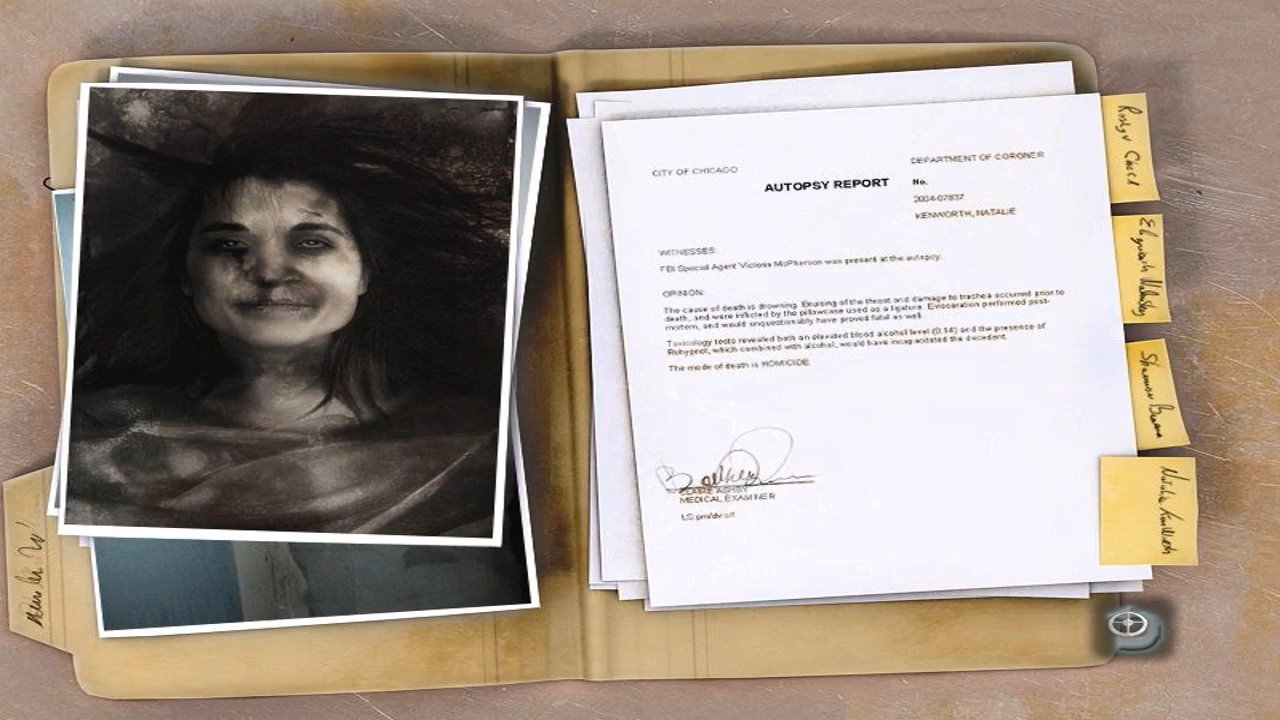 CITY OF CHICAGO
DEPARTMENT OF CORONER
AUTOPSY REPORT
No.
2004-07837
KENWORTH, NATALIE
WITNESSES:
FBI Special Agent Victoria McPherson was present at the autopsy.
OPINION:
The cause of death is drowning. Bruising of the throat and damage to trachea occurred prior to
death, and were inflicted by the pillowcase used as a ligature. Evisceration performed post-
mortem, and would unquestionably have proved fatal as well.
Toxicology tests revealed both an elevated blood alcohol level (0.14) and the presence of
Rohypnol, which combined with alcohol, would have incapacitated the decedent.
The mode of death is HOMICIDE.
CLAIRE ASHBY
MEDICAL EXAMINER
Shannon
Natalie